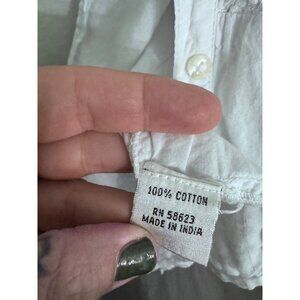 100% COTTON
RN 58623
MADE IN INDIA